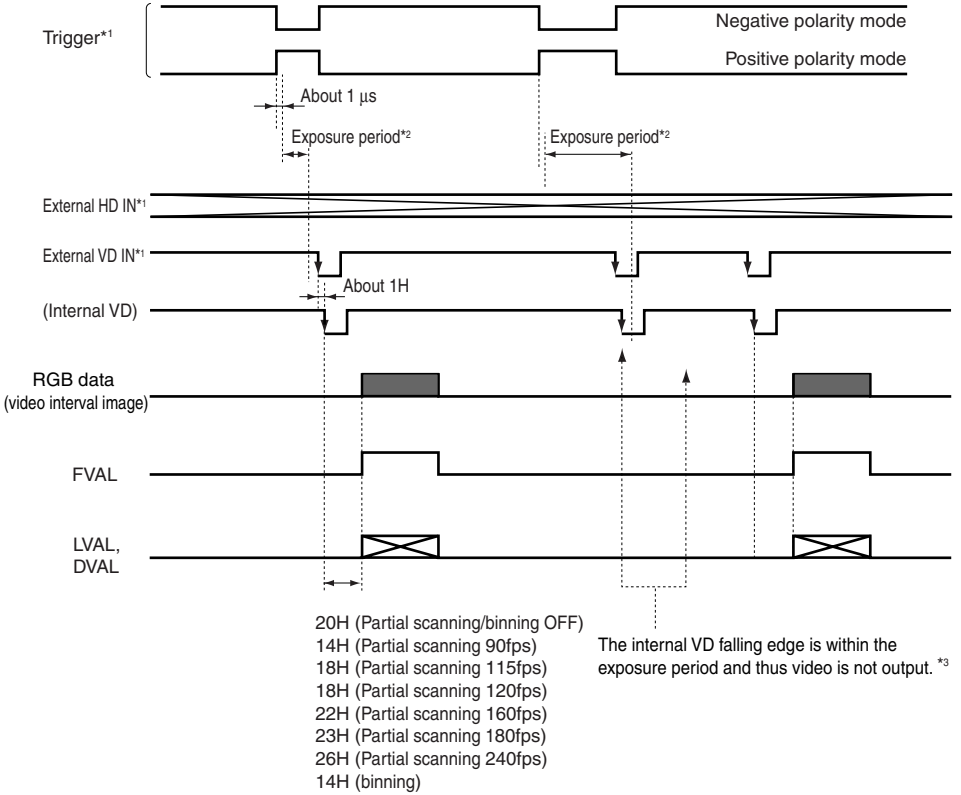 Trigger*1
Negative polarity mode
Positive polarity mode
About 1 μs
Exposure period*2
Exposure period*2
External HD IN*1
External VD IN*1
About 1H
(Internal VD)
RGB data
(video interval image)
FVAL
LVAL,
DVAL
20H (Partial scanning/binning OFF)
14H (Partial scanning 90fps)
18H (Partial scanning 115fps)
18H (Partial scanning 120fps)
22H (Partial scanning 160fps)
23H (Partial scanning 180fps)
26H (Partial scanning 240fps)
14H (binning)
The internal VD falling edge is within the
exposure period and thus video is not output. *3